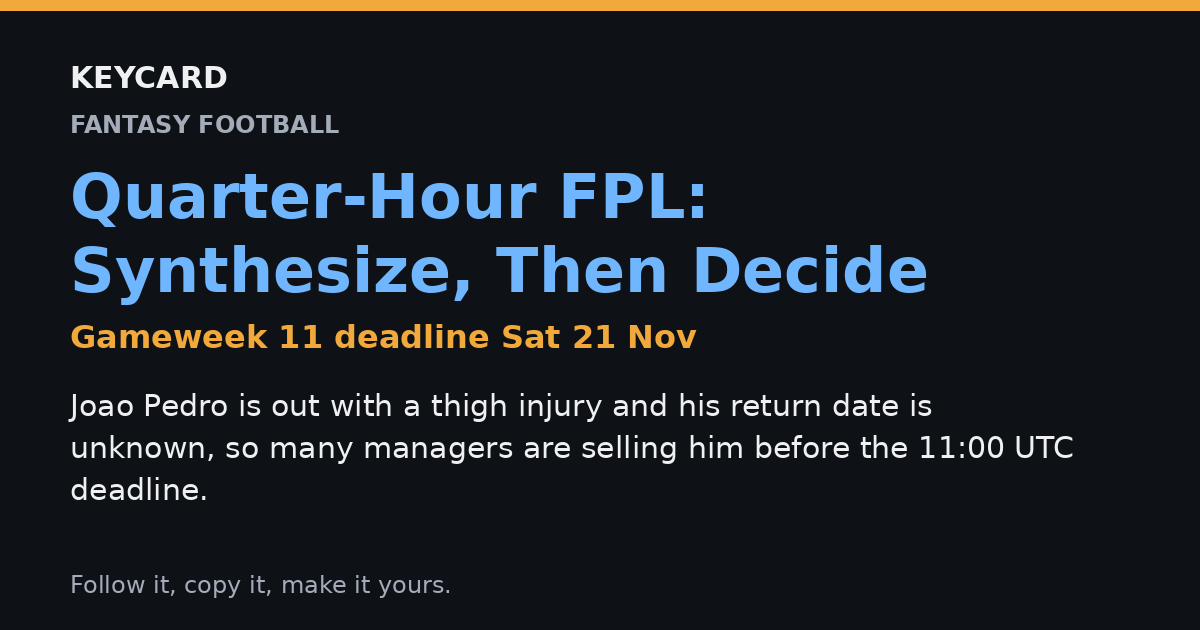 KEYCARD
FANTASY FOOTBALL
Quarter-Hour FPL:
Synthesize, Then Decide
Gameweek 11 deadline Sat 21 Nov
Joao Pedro is out with a thigh injury and his return date is
unknown, so many managers are selling him before the 11:00 UTC
deadline.
Follow it, copy it, make it yours.